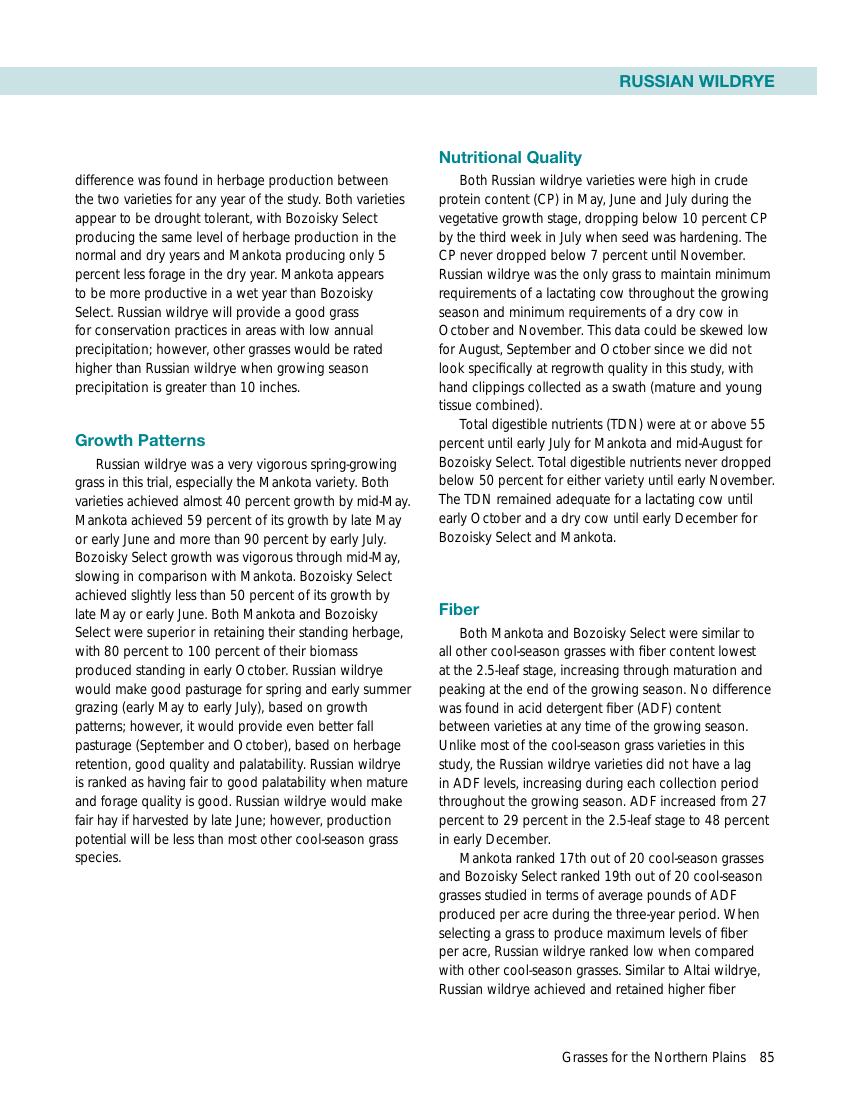 RUSSIAN WILDRYE
difference was found in herbage production between
the two varieties for any year of the study. Both varieties
appear to be drought tolerant, with Bozoisky Select
producing the same level of herbage production in the
normal and dry years and Mankota producing only 5
percent less forage in the dry year. Mankota appears
to be more productive in a wet year than Bozoisky
Select. Russian wildrye will provide a good grass
for conservation practices in areas with low annual
precipitation; however, other grasses would be rated
higher than Russian wildrye when growing season
precipitation is greater than 10 inches.
Growth Patterns
Russian wildrye was a very vigorous spring-growing
grass in this trial, especially the Mankota variety. Both
varieties achieved almost 40 percent growth by mid-May.
Mankota achieved 59 percent of its growth by late May
or early June and more than 90 percent by early July.
Bozoisky Select growth was vigorous through mid-May,
slowing in comparison with Mankota. Bozoisky Select
achieved slightly less than 50 percent of its growth by
late May or early June. Both Mankota and Bozoisky
Select were superior in retaining their standing herbage,
with 80 percent to 100 percent of their biomass
produced standing in early October. Russian wildrye
would make good pasturage for spring and early summer
grazing (early May to early July), based on growth
patterns; however, it would provide even better fall
pasturage (September and October), based on herbage
retention, good quality and palatability. Russian wildrye
is ranked as having fair to good palatability when mature
and forage quality is good. Russian wildrye would make
fair hay if harvested by late June; however, production
potential will be less than most other cool-season grass
species.
Nutritional Quality
Both Russian wildrye varieties were high in crude
protein content (CP) in May, June and July during the
vegetative growth stage, dropping below 10 percent CP
by the third week in July when seed was hardening. The
CP never dropped below 7 percent until November.
Russian wildrye was the only grass to maintain minimum
requirements of a lactating cow throughout the growing
season and minimum requirements of a dry cow in
October and November. This data could be skewed low
for August, September and October since we did not
look specifically at regrowth quality in this study, with
hand clippings collected as a swath (mature and young
tissue combined).
Total digestible nutrients (TDN) were at or above 55
percent until early July for Mankota and mid-August for
Bozoisky Select. Total digestible nutrients never dropped
below 50 percent for either variety until early November.
The TDN remained adequate for a lactating cow until
early October and a dry cow until early December for
Bozoisky Select and Mankota.
Fiber
Both Mankota and Bozoisky Select were similar to
all other cool-season grasses with fiber content lowest
at the 2.5-leaf stage, increasing through maturation and
peaking at the end of the growing season. No difference
was found in acid detergent fiber (ADF) content
between varieties at any time of the growing season.
Unlike most of the cool-season grass varieties in this
study, the Russian wildrye varieties did not have a lag
in ADF levels, increasing during each collection period
throughout the growing season. ADF increased from 27
percent to 29 percent in the 2.5-leaf stage to 48 percent
in early December.
Mankota ranked 17th out of 20 cool-season grasses
and Bozoisky Select ranked 19th out of 20 cool-season
grasses studied in terms of average pounds of ADF
produced per acre during the three-year period. When
selecting a grass to produce maximum levels of fiber
per acre, Russian wildrye ranked low when compared
with other cool-season grasses. Similar to Altai wildrye,
Russian wildrye achieved and retained higher fiber
Grasses for the Northern Plains 85